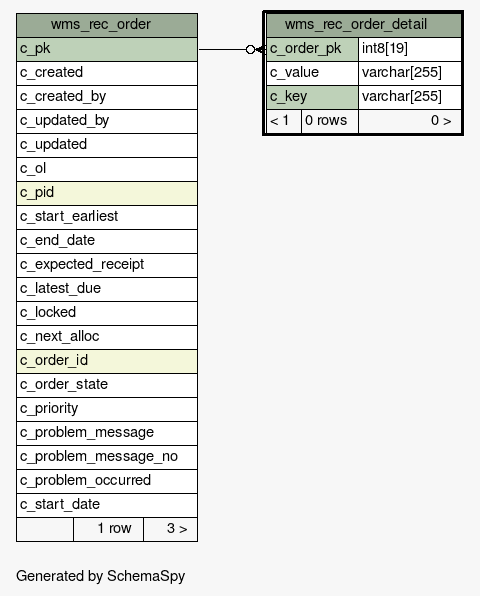 wms_rec_order
c_pk
c_created
c_created_by
c_updated_by
c_updated
c_ol
c_pid
c_start_earliest
c_end_date
c_expected_receipt
c_latest_due
c_locked
c_next_alloc
c_order_id
c_order_state
c_priority
c_problem_message
c_problem_message_no
c_problem_occurred
c_start_date
1 row 3 >
wms_rec_order_detail
c_order_pk int8[19]
c_value varchar[255]
c_key varchar[255]
< 1 0 rows 0 >
Generated by SchemaSpy